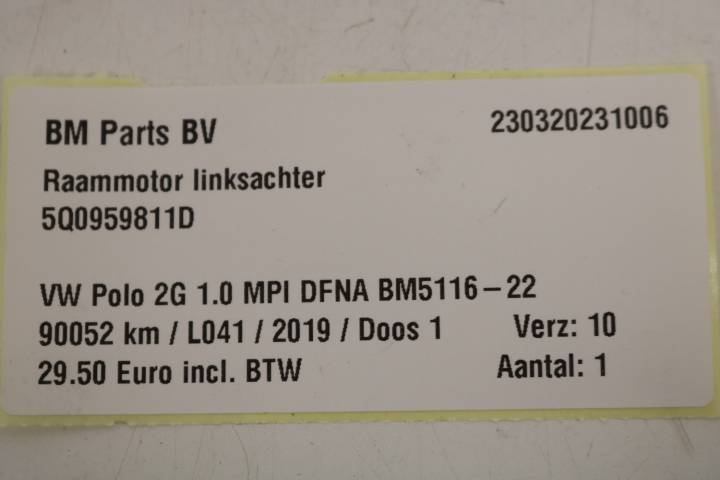 BM Parts BV 230320231006
Raammotor linksachter
5Q0959811D
VW Polo 2G 1.0 MPI DFNA BM5116-22
90052 km / L041 / 2019 / Doos 1 Verz: 10
29.50 Euro incl. BTW Aantal: 1